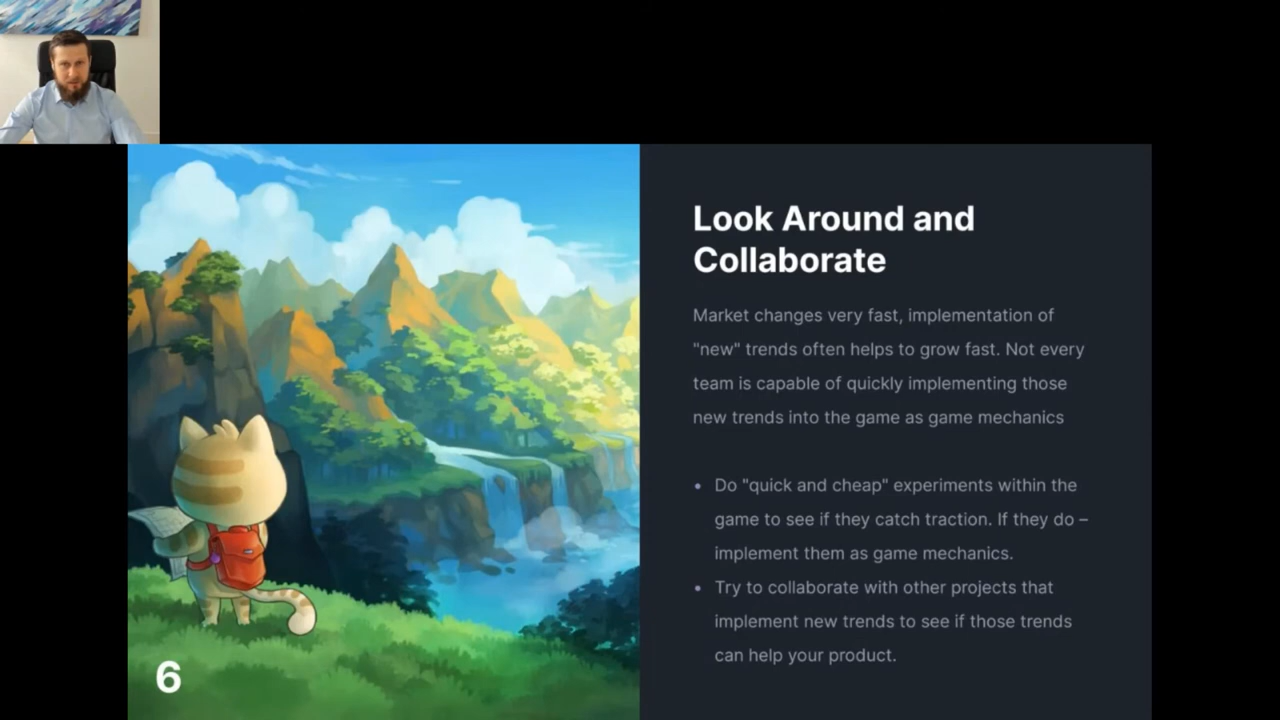 Look Around and
Collaborate
Market changes very fast, implementation of
"new" trends often helps to grow fast. Not every
team is capable of quickly implementing those
new trends into the game as game mechanics
• Do "quick and cheap" experiments within the
game to see if they catch traction. If they do –
implement them as game mechanics.
• Try to collaborate with other projects that
implement new trends to see if those trends
can help your product.
6